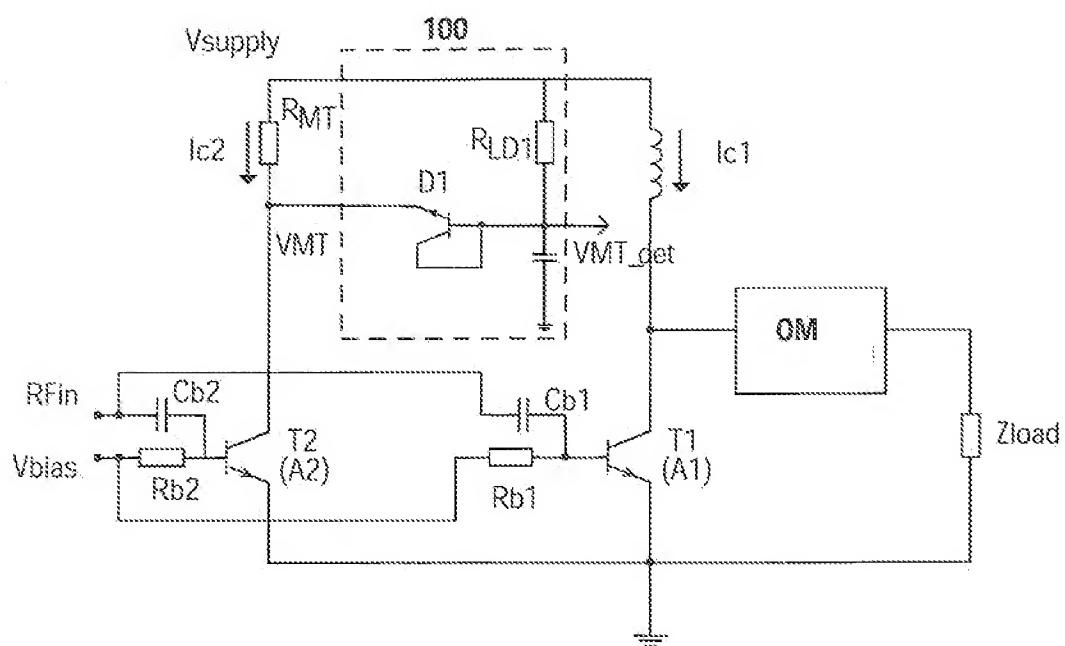 100
Vsupply
RMT
Ic2
RLD1
Ic1
D1
VMT
VMT_det
OM
RFin
Cb2
Cb1
Zload
Vbias
T2
(A2)
T1
(A1)
Rb2
Rb1